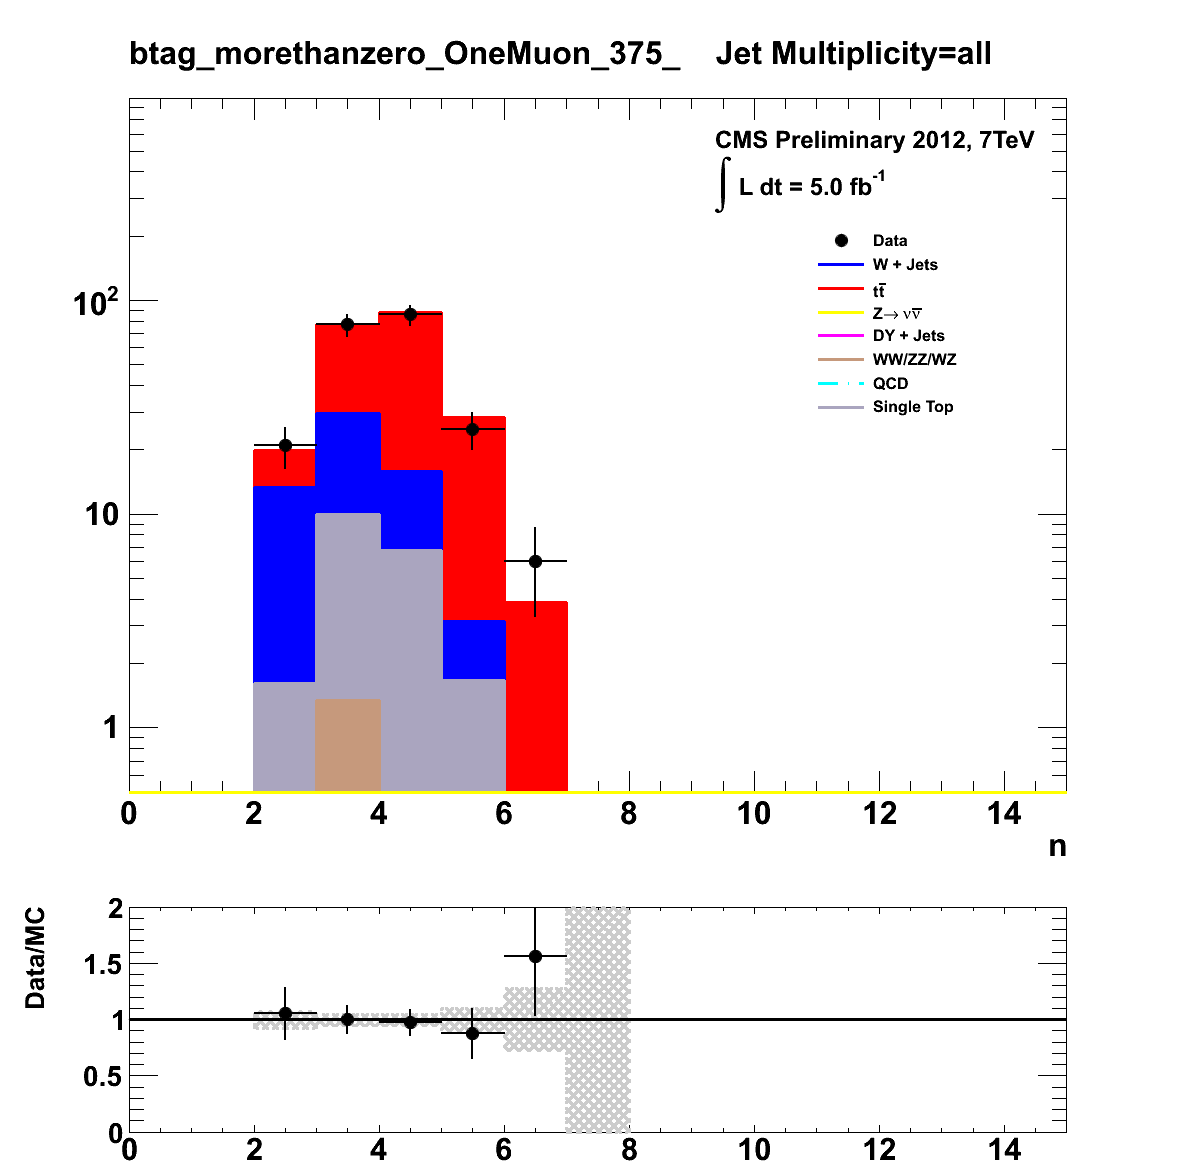 btag_morethanzero_OneMuon_375_ Jet Multiplicity=all
CMS Preliminary 2012, 7TeV
∫ L dt = 5.0 fb⁻¹
Data
W + Jets
tt̅
Z→ νν̅
DY + Jets
WW/ZZ/WZ
QCD
Single Top
10²
10
1
0 2 4 6 8 10 12 14
n
Data/MC
2
1.5
1
0.5
0
0 2 4 6 8 10 12 14